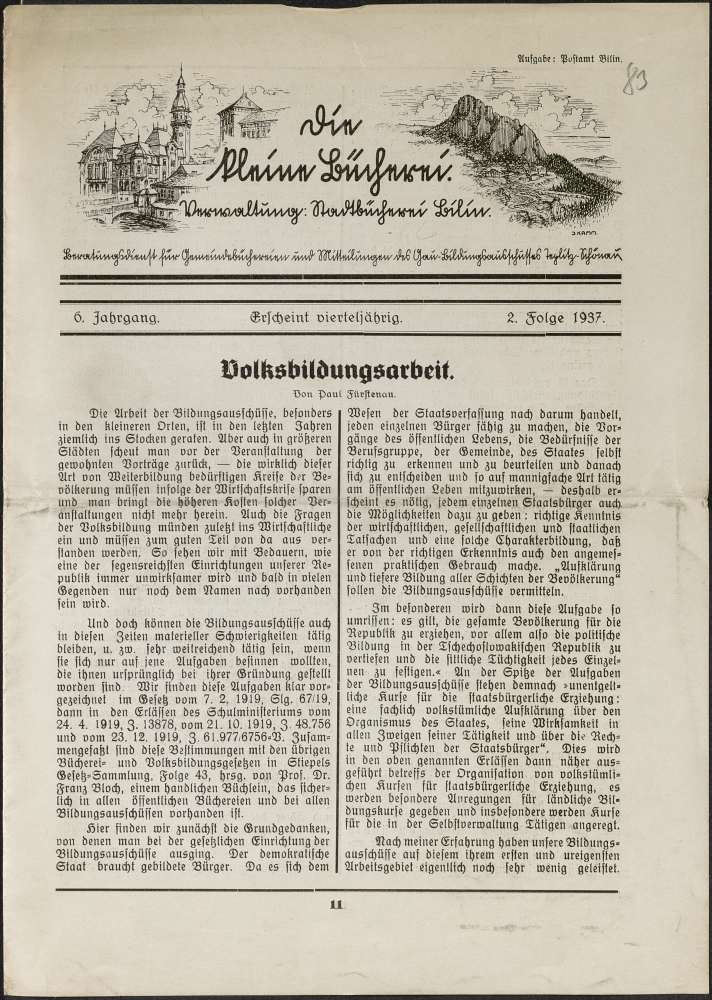 Aufgabe: Postamt Bilin.
83
Die
kleine Bücherei.
Verwaltung: Stadtbücherei Bilin.
J.KAMM.
Beratungsdienst für Gemeindebüchereien und Mitteilungen des Gau-Bildungsausschusses Teplitz-Schönau
6. Jahrgang. Erscheint vierteljährig. 2. Folge 1937.
Volksbildungsarbeit.
Von Paul Fürstenau.
Die Arbeit der Bildungsausschüsse, besonders
in den kleineren Orten, ist in den letzten Jahren
ziemlich ins Stocken geraten. Aber auch in größeren
Städten scheut man vor der Veranstaltung der
gewohnten Vorträge zurück, — die wirklich dieser
Art von Weiterbildung bedürftigen Kreise der Be-
völkerung müssen infolge der Wirtschaftskrise sparen
und man bringt die höheren Kosten solcher Ver-
anstaltungen nicht mehr herein. Auch die Fragen
der Volksbildung münden zuletzt ins Wirtschaftliche
ein und müssen zum guten Teil von da aus ver-
standen werden. So sehen wir mit Bedauern, wie
eine der segensreichsten Einrichtungen unserer Re-
publik immer unwirksamer wird und bald in vielen
Gegenden nur noch dem Namen nach vorhanden
sein wird.
Und doch können die Bildungsausschüsse auch
in diesen Zeiten materieller Schwierigkeiten tätig
bleiben, u. zw. sehr weitreichend tätig sein, wenn
sie sich nur auf jene Aufgaben besinnen wollten,
die ihnen ursprünglich bei ihrer Gründung gestellt
worden sind. Wir finden diese Aufgaben klar vor-
gezeichnet im Gesetz vom 7. 2. 1919, Slg. 67/19,
dann in den Erlässen des Schulministeriums vom
24. 4. 1919, Z. 13878, vom 21. 10. 1919, Z. 48.756
und vom 23. 12. 1919, Z. 61.977/6756-V. Zusam-
mengefaßt sind diese Bestimmungen mit den übrigen
Bücherei- und Volksbildungsgesetzen in Stiepels
Gesetz-Sammlung, Folge 43, hrsg. von Prof. Dr.
Franz Bloch, einem handlichen Büchlein, das sicher-
lich in allen öffentlichen Büchereien und bei allen
Bildungsausschüssen vorhanden ist.
Hier finden wir zunächst die Grundgedanken,
von denen man bei der gesetzlichen Einrichtung der
Bildungsausschüsse ausging. Der demokratische
Staat braucht gebildete Bürger. Da es sich dem
Wesen der Staatsverfassung nach darum handelt,
jeden einzelnen Bürger fähig zu machen, die Vor-
gänge des öffentlichen Lebens, die Bedürfnisse der
Berufsgruppe, der Gemeinde, des Staates selbst
richtig zu erkennen und zu beurteilen und danach
sich zu entscheiden und so auf mannigfache Art tätig
am öffentlichen Leben mitzuwirken, — deshalb er-
scheint es nötig, jedem einzelnen Staatsbürger auch
die Möglichkeiten dazu zu geben: richtige Kenntnis
der wirtschaftlichen, gesellschaftlichen und staatlichen
Tatsachen und eine solche Charakterbildung, daß
er von der richtigen Erkenntnis auch den angemes-
senen praktischen Gebrauch mache. „Aufklärung
und tiefere Bildung aller Schichten der Bevölkerung“
sollen die Bildungsausschüsse vermitteln.
Im besonderen wird dann diese Aufgabe so
umrissen: es gilt, die gesamte Bevölkerung für die
Republik zu erziehen, vor allem also die politische
Bildung in der Tschechoslowakischen Republik zu
vertiefen und die sittliche Tüchtigkeit jedes Einzel-
nen zu festigen.« An der Spitze der Aufgaben
der Bildungsausschüsse stehen demnach »unentgelt-
liche Kurse für die staatsbürgerliche Erziehung:
eine fachlich volkstümliche Aufklärung über den
Organismus des Staates, seine Wirksamkeit in
allen Zweigen seiner Tätigkeit und über die Rech-
te und Pflichten der Staatsbürger“. Dies wird
in den oben genannten Erlässen dann näher aus-
geführt betreffs der Organisation von volkstümli-
chen Kursen für staatsbürgerliche Erziehung, es
werden besondere Anregungen für ländliche Bil-
dungskurse gegeben und insbesondere werden Kurse
für die in der Selbstverwaltung Tätigen angeregt.
Nach meiner Erfahrung haben unsere Bildungs-
ausschüsse auf diesem ihrem ersten und ureigensten
Arbeitsgebiet eigentlich noch sehr wenig geleistet.
11